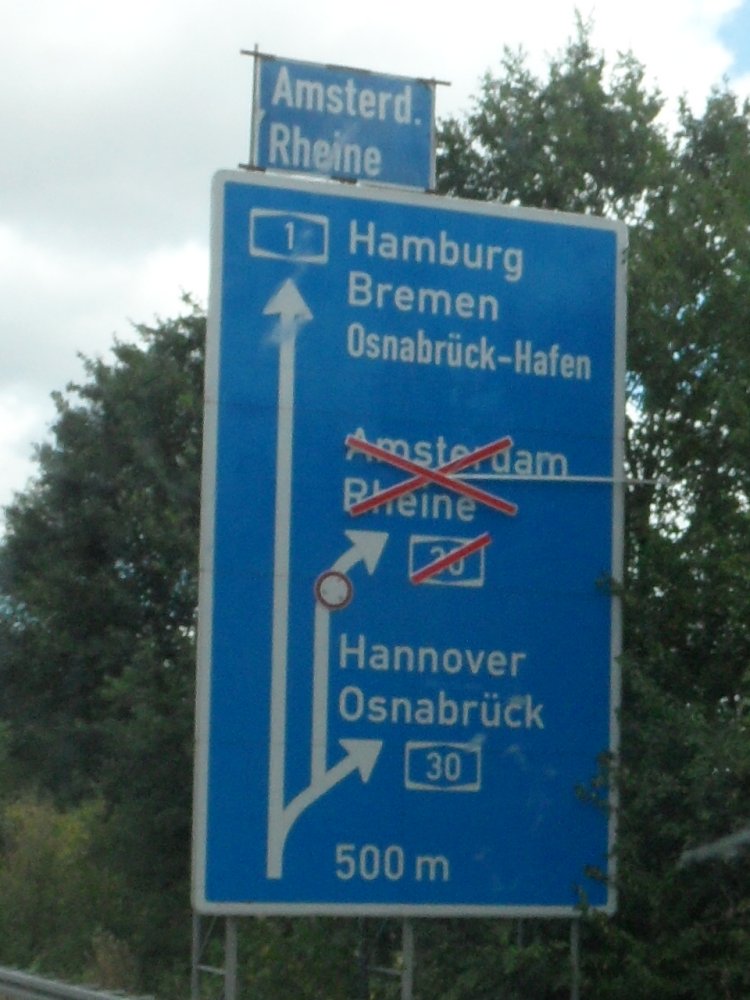 Amsterd.
Rheine
1
Hamburg
Bremen
Osnabrück-Hafen
Amsterdam
Rheine
30
Hannover
Osnabrück
30
500 m